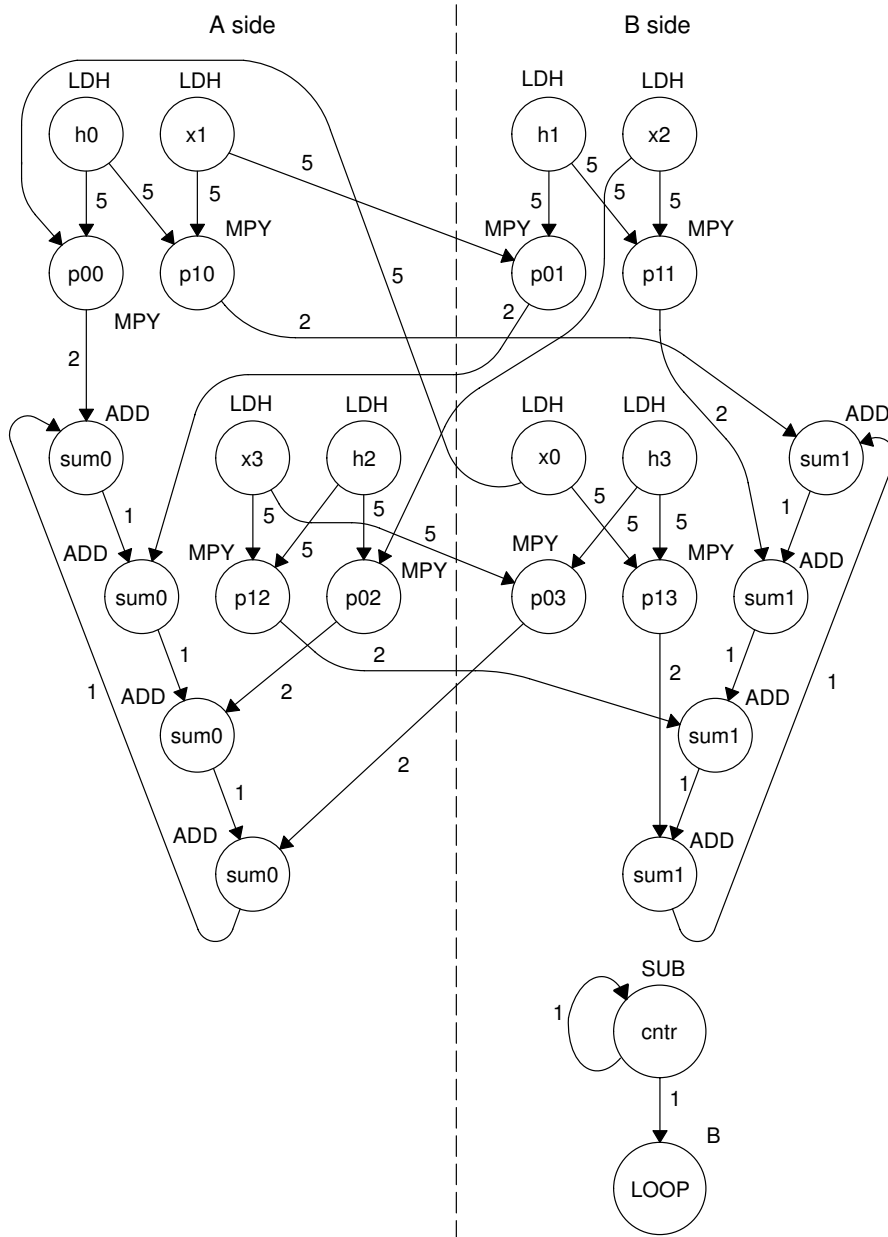 A side B side
LDH LDH LDH LDH
h0 x1 h1 x2
5 5 5
5 5 5 5 5 5
MPY MPY MPY
p00 p10 p01 p11
5
2 2
MPY
2
LDH LDH LDH LDH
ADD ADD
2
sum0 x3 h2 x0 h3 sum1
5 1
1 5 5 5 5 5
5
MPY
ADD MPY MPY ADD
MPY
sum0 p12 p02 p03 p13 sum1
1 2 1
2
1 2 1
ADD ADD
sum0 sum1
2
1 1
ADD ADD
sum0 sum1
SUB
1
cntr
1
B
LOOP